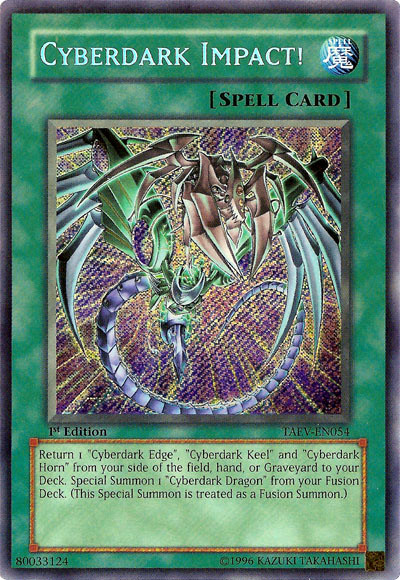 CYBERDARK IMPACT!
魔
[SPELL CARD]
1st Edition
TAEV-EN054
Return 1 "Cyberdark Edge", "Cyberdark Keel" and "Cyberdark
Horn" from your side of the field, hand, or Graveyard to your
Deck. Special Summon 1 "Cyberdark Dragon" from your Fusion
Deck. (This Special Summon is treated as a Fusion Summon.)
80033124
©1996 KAZUKI TAKAHASHI